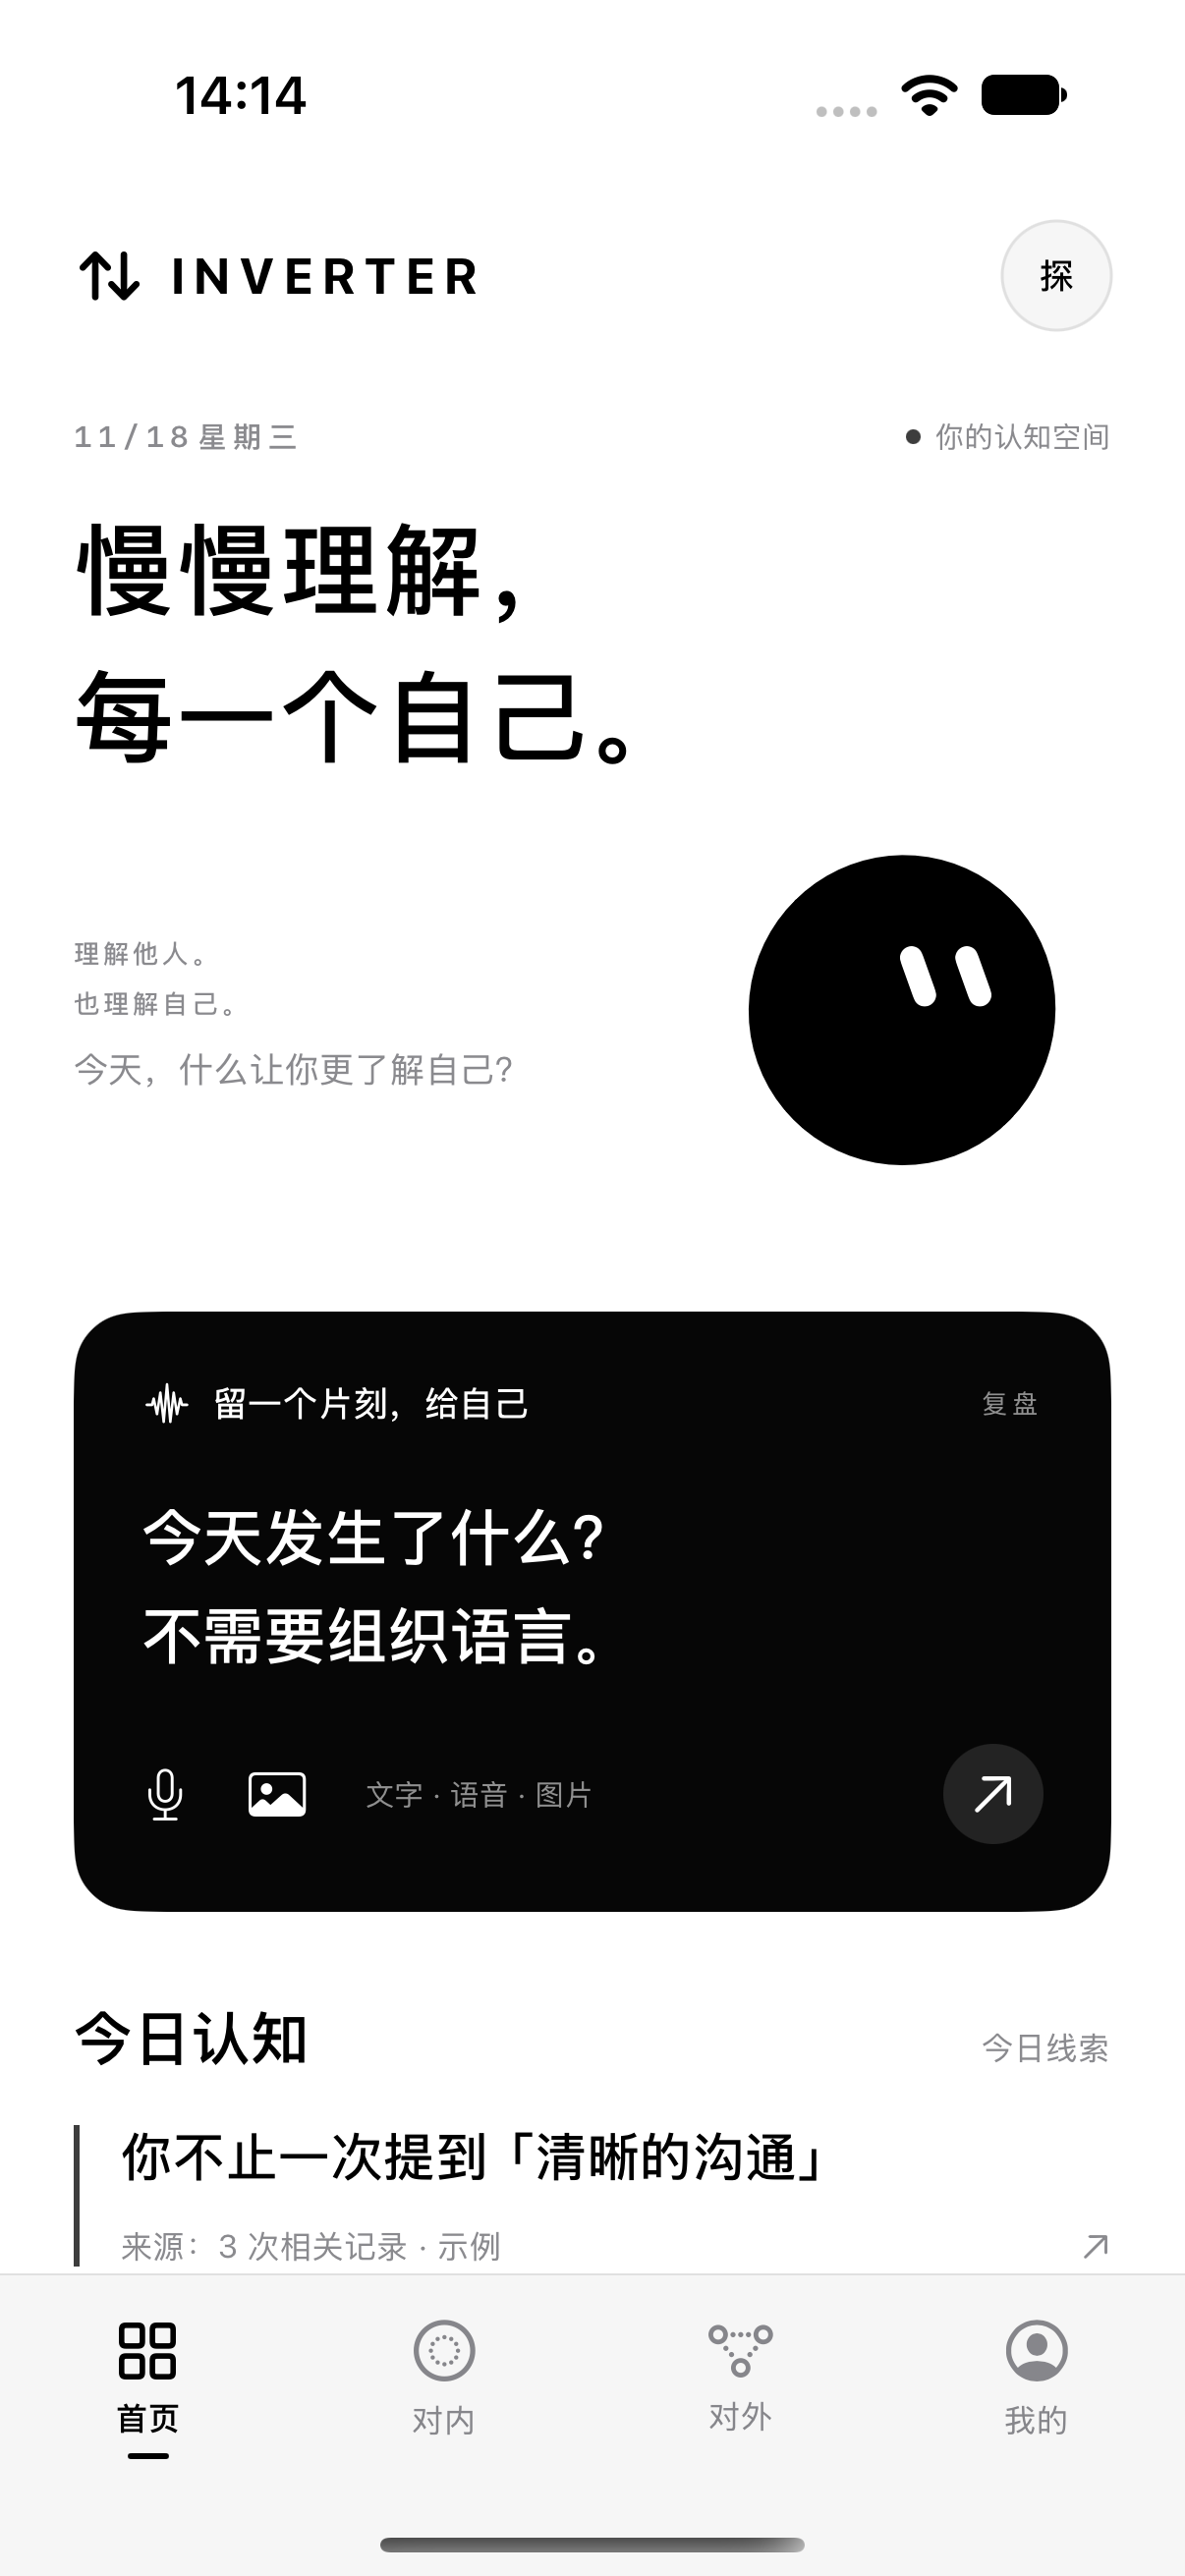 14:14
INVERTER
探
11/18 星期三
你的认知空间
慢慢理解，
每一个自己。
理解他人。
也理解自己。
今天，什么让你更了解自己？
留一个片刻，给自己
复盘
今天发生了什么？
不需要组织语言。
文字 · 语音 · 图片
今日认知
今日线索
你不止一次提到「清晰的沟通」
来源：3 次相关记录 · 示例
首页
对内
对外
我的